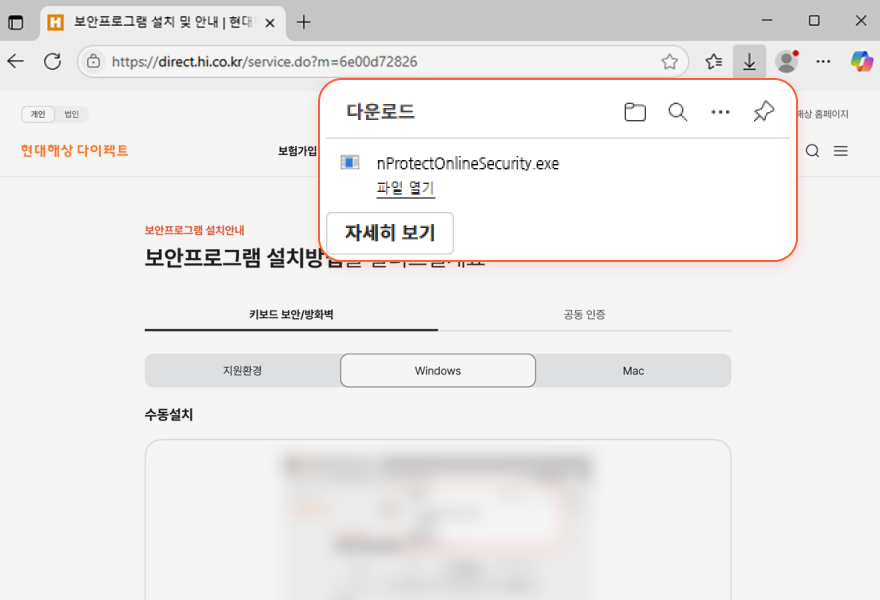 보안프로그램 설치 및 안내 | 현대
https://direct.hi.co.kr/service.do?m=6e00d72826
다운로드
nProtectOnlineSecurity.exe
파일 열기
자세히 보기
개인 법인
해상 홈페이지
현대해상 다이렉트
보험가입
보안프로그램 설치안내
보안프로그램 설치방법을
키보드 보안/방화벽
공동 인증
지원환경
Windows
Mac
수동설치